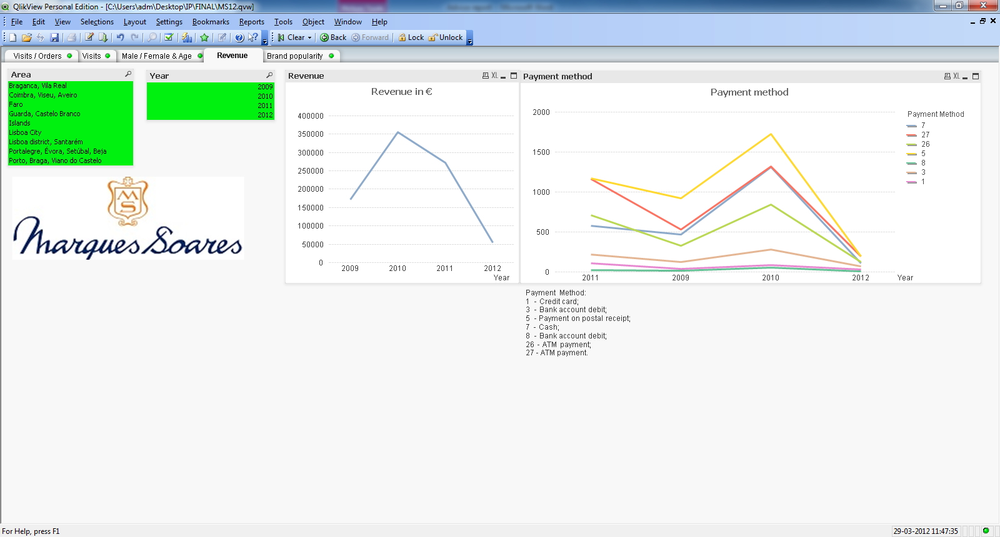 QlikView Personal Edition - [C:\Users\adm\Desktop\IP\FINAL\MS12.qvw]
File Edit View Selections Layout Settings Bookmarks Reports Tools Object Window Help
Clear Back Forward Lock Unlock
Visits / Orders Visits Male / Female & Age Revenue Brand popularity
Area
Braganca, Vila Real
Coimbra, Viseu, Aveiro
Faro
Guarda, Castelo Branco
Islands
Lisboa City
Lisboa district, Santarém
Portalegre, Évora, Setúbal, Beja
Porto, Braga, Viano do Castelo
Year
2009
2010
2011
2012
MS
Marques Soares
Revenue XL
Revenue in €
400000
350000
300000
250000
200000
150000
100000
50000
0
2009 2010 2011 2012
Year
Payment method XL
Payment method
2000
1500
1000
500
0
2011 2009 2010 2012 Year
Payment Method
7
27
26
5
8
3
1
Payment Method:
1 - Credit card;
3 - Bank account debit;
5 - Payment on postal receipt;
7 - Cash;
8 - Bank account debit;
26 - ATM payment;
27 - ATM payment.
For Help, press F1
29-03-2012 11:47:35